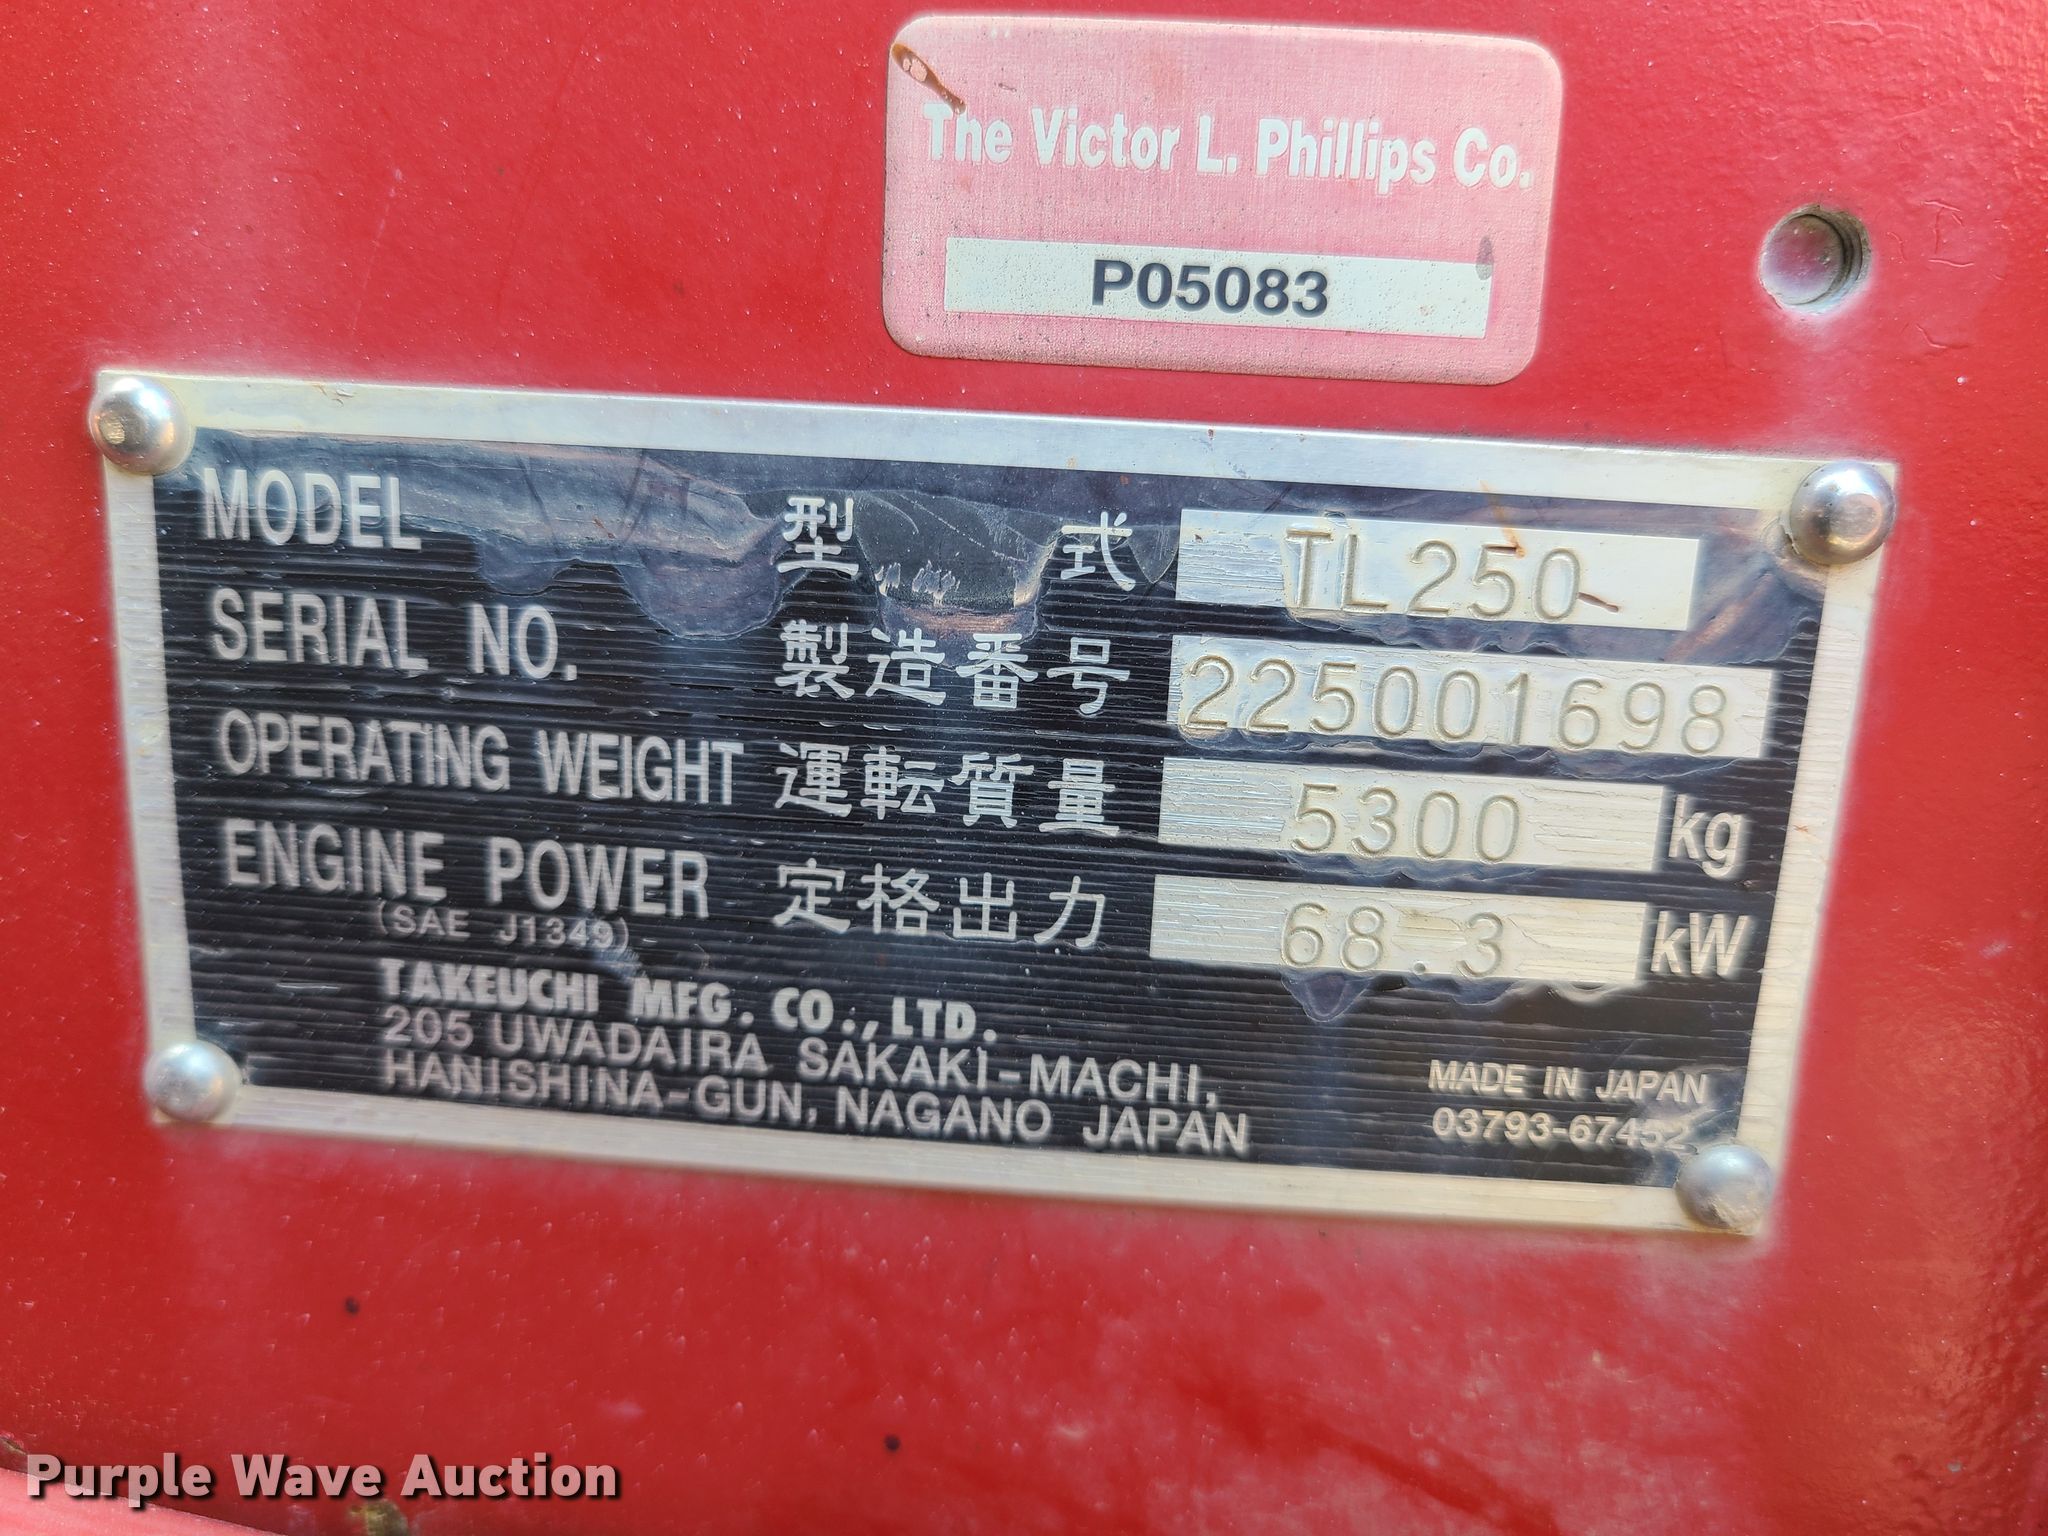 The Victor L. Phillips Co.
P05083
MODEL 型式 TL250
SERIAL NO. 製造番号 225001698
OPERATING WEIGHT 運転質量 5300 kg
ENGINE POWER 定格出力 68.3 kW
(SAE J1349)
TAKEUCHI MFG. CO., LTD.
205 UWADAIRA SAKAKI-MACHI,
HANISHINA-GUN, NAGANO JAPAN
MADE IN JAPAN
03793-67452
Purple Wave Auction